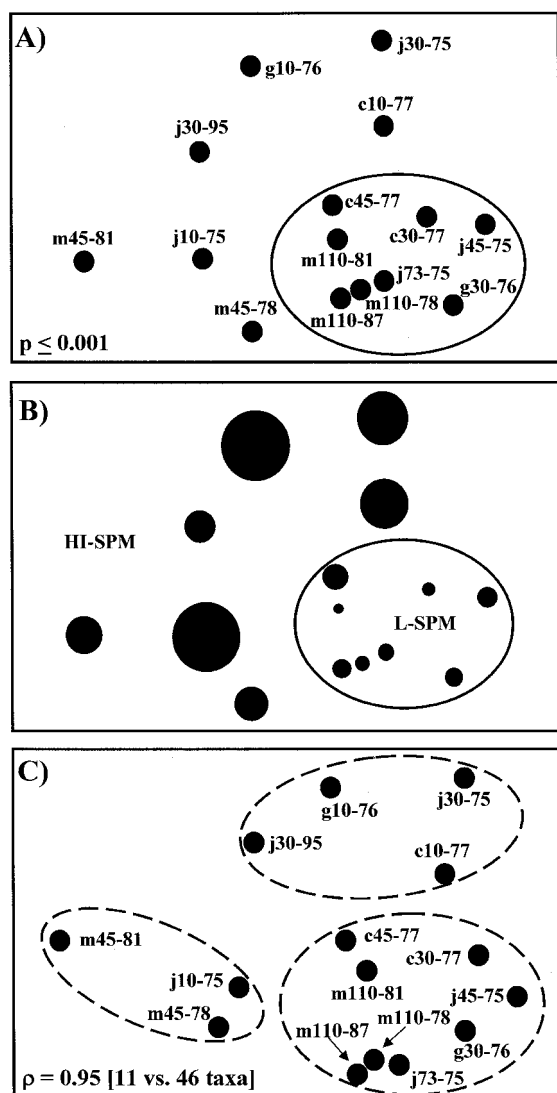 A)
j30-75
g10-76
c10-77
j30-95
c45-77
c30-77
j45-75
m45-81
j10-75
m110-81
j73-75
m45-78
m110-78
g30-76
m110-87
p ≤ 0.001
B)
HI-SPM
L-SPM
C)
g10-76
j30-75
j30-95
c10-77
m45-81
c45-77
c30-77
j10-75
m110-81
j45-75
m45-78
m110-87
m110-78
g30-76
j73-75
ρ = 0.95 [11 vs. 46 taxa]